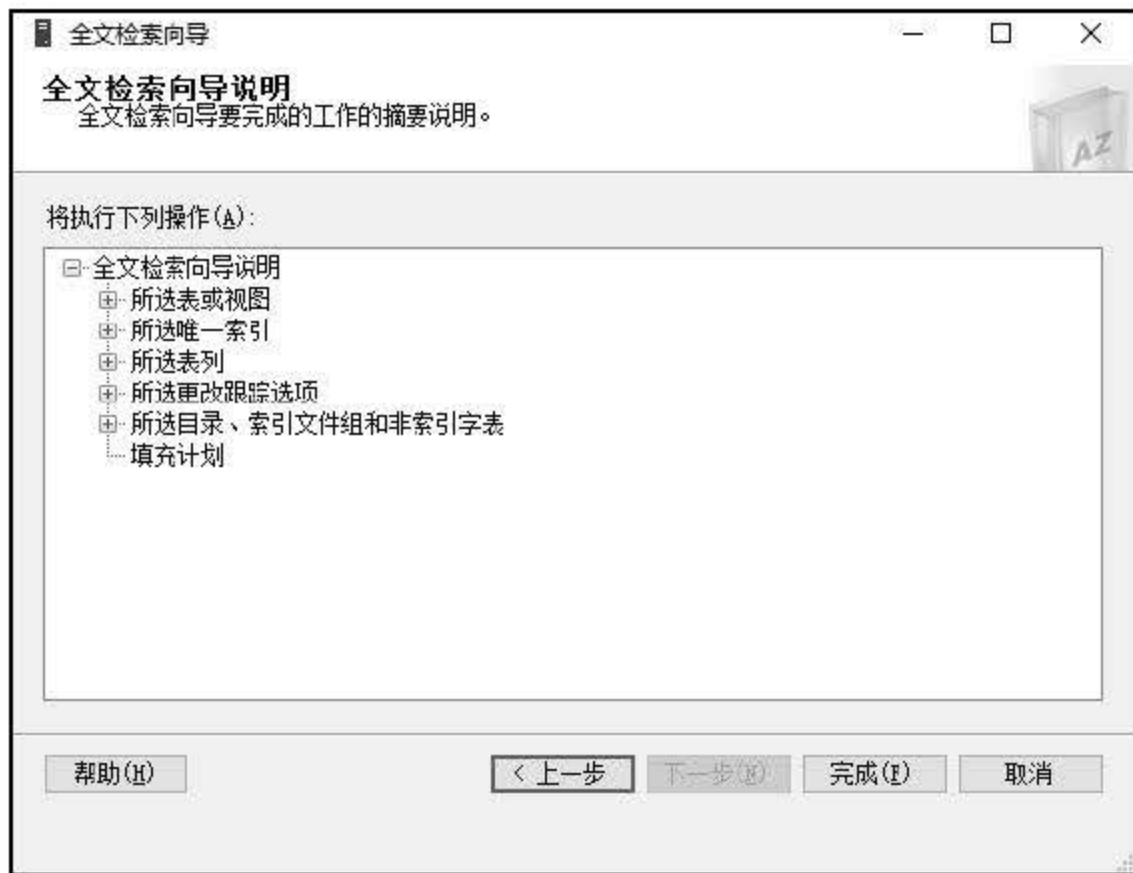 全文检索向导
全文检索向导说明
全文检索向导要完成的工作的摘要说明。
AZ
将执行下列操作(A):
全文检索向导说明
所选表或视图
所选唯一索引
所选表列
所选更改跟踪选项
所选目录、索引文件组和非索引字表
填充计划
帮助(H)
< 上一步
下一步(N)
完成(F)
取消